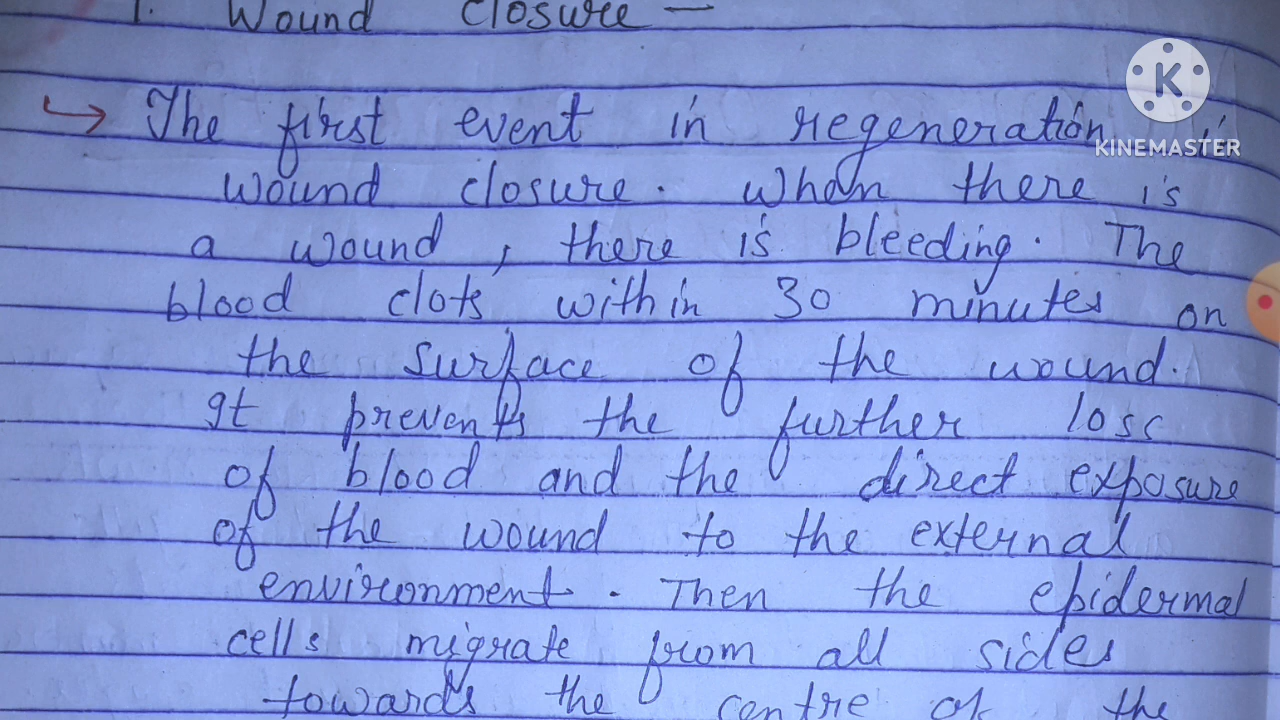 1. Wound closure —
↳ The first event in regeneration is
wound closure. When there is
a wound, there is bleeding. The
blood clots within 30 minutes on
the surface of the wound.
It prevents the further loss
of blood and the direct exposure
of the wound to the external
environment. Then the epidermal
cells migrate from all sides
towards the centre of the
K
KINEMASTER